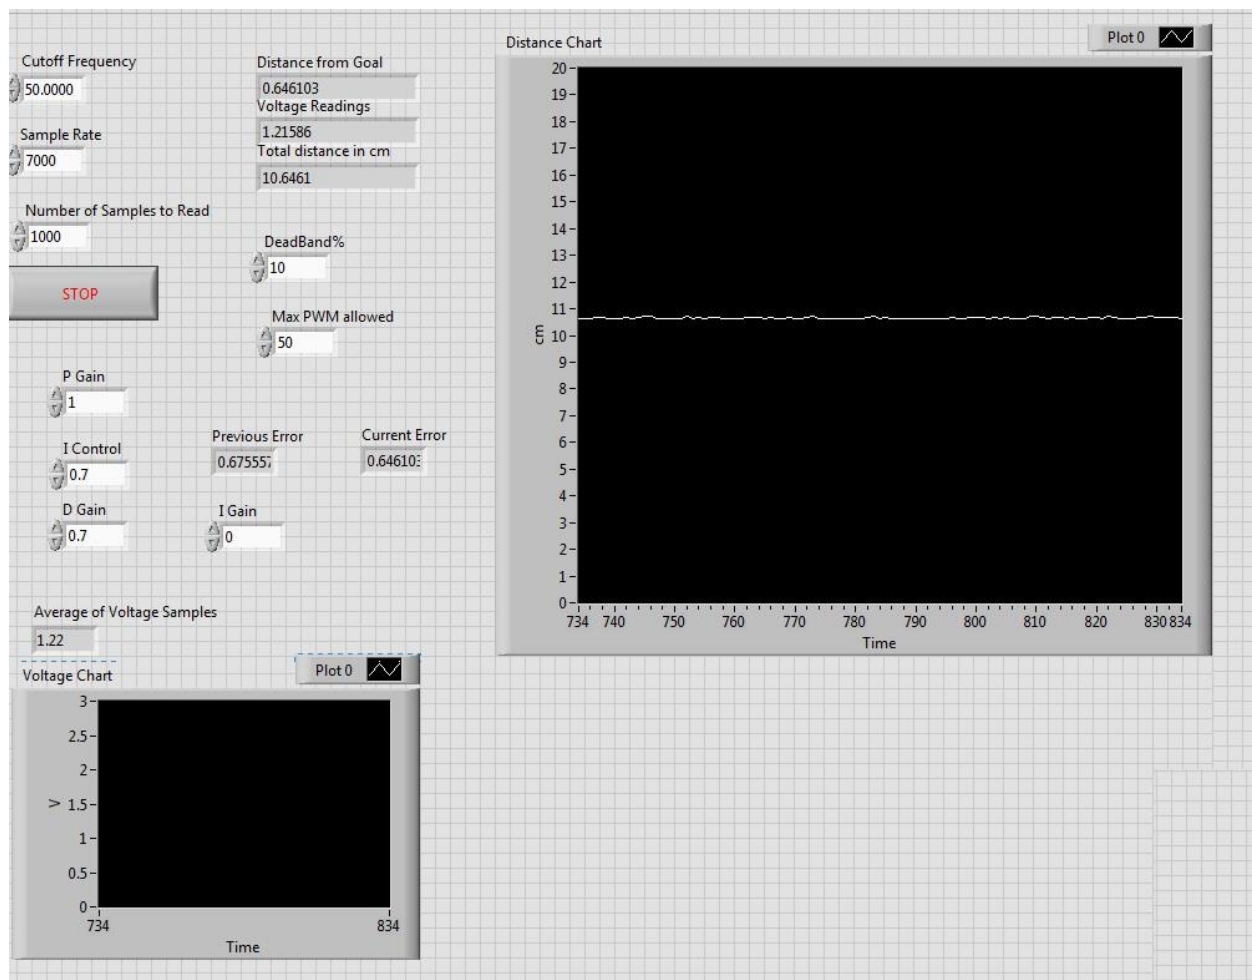 Cutoff Frequency
50.0000
Sample Rate
7000
Number of Samples to Read
1000
STOP
Distance from Goal
0.646103
Voltage Readings
1.21586
Total distance in cm
10.6461
DeadBand%
10
Max PWM allowed
50
P Gain
1
I Control
0.7
D Gain
0.7
Previous Error
0.675557
Current Error
0.646103
I Gain
0
Average of Voltage Samples
1.22
Distance Chart
Plot 0
20
19
18
17
16
15
14
13
12
11
10
9
8
7
6
5
4
3
2
1
0
cm
734 740 750 760 770 780 790 800 810 820 830 834
Time
Voltage Chart
Plot 0
3
2.5
2
1.5
1
0.5
0
V
734 834
Time